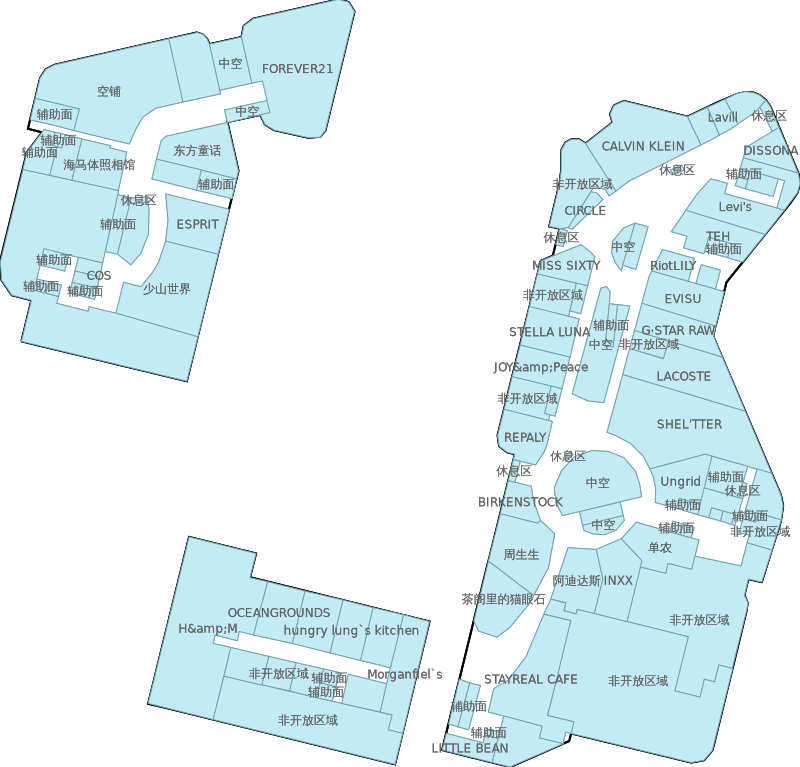 FOREVER21
中空
空铺
辅助面
中空
辅助面
辅助面
海马体照相馆
东方童话
辅助面
休息区
辅助面
ESPRIT
辅助面
COS
辅助面
辅助面
少山世界
Lavill
休息区
CALVIN KLEIN
DISSONA
休息区
辅助面
非开放区域
CIRCLE
Levi's
休息区
中空
TEH
辅助面
MISS SIXTY
RiotLILY
非开放区域
EVISU
STELLA LUNA
辅助面
G·STAR RAW
中空
非开放区域
JOY&amp;Peace
LACOSTE
非开放区域
SHEL'TTER
REPALY
休息区
休息区
中空
Ungrid
辅助面
休息区
BIRKENSTOCK
辅助面
中空
辅助面
辅助面
非开放区域
周生生
单农
阿迪达斯
INXX
茶阁里的猫眼石
非开放区域
STAYREAL CAFE
非开放区域
辅助面
辅助面
LITTLE BEAN
OCEANGROUNDS
H&amp;M
hungry lung`s kitchen
非开放区域
辅助面
Morganfiel`s
辅助面
非开放区域